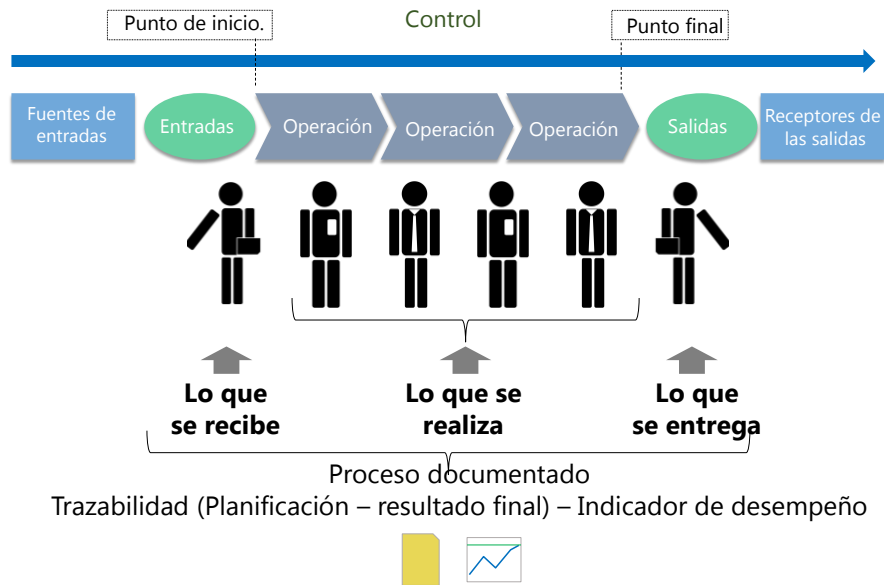 Control
Punto de inicio.
Punto final
Fuentes de
entradas
Entradas
Operación
Operación
Operación
Salidas
Receptores de
las salidas
Lo que
se recibe
Lo que se
realiza
Lo que
se entrega
Proceso documentado
Trazabilidad (Planificación – resultado final) – Indicador de desempeño